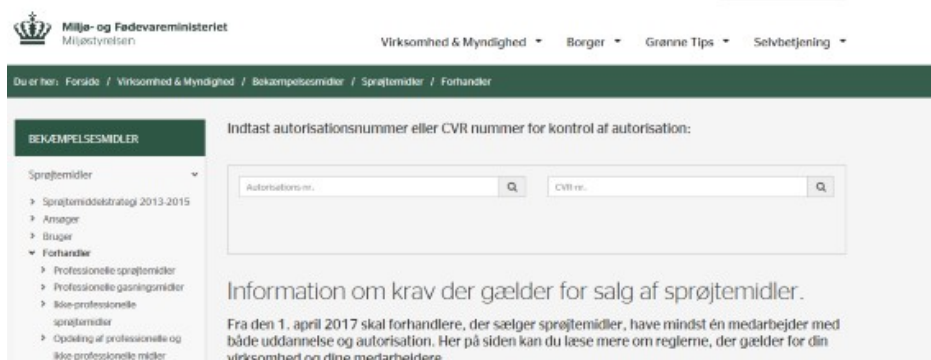 Miljø- og Fødevareministeriet
Miljøstyrelsen
Virksomhed & Myndighed
Borger
Grønne Tips
Selvbetjening
Du er her: Forside / Virksomhed & Myndighed / Bekæmpelsesmidler / Sprøjtemidler / Forhandler
BEKÆMPELSESMIDLER
Sprøjtemidler
Sprøjtemiddelstrategi 2013-2015
Ansøger
Bruger
Forhandler
Professionelle sprøjtemidler
Professionelle gasningsmidler
Ikke-professionelle
sprøjtemidler
Opdeling af professionelle og
ikke-professionelle midler
Indtast autorisationsnummer eller CVR nummer for kontrol af autorisation:
Autorisations nr.
CVR nr.
Information om krav der gælder for salg af sprøjtemidler.
Fra den 1. april 2017 skal forhandlere, der sælger sprøjtemidler, have mindst én medarbejder med
både uddannelse og autorisation. Her på siden kan du læse mere om reglerne, der gælder for din
virksomhed og dine medarbejdere.